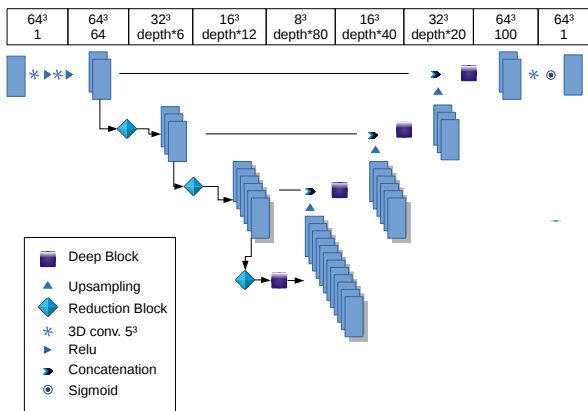 64³ 64³ 32³ 16³ 8³ 16³ 32³ 64³ 64³
1 64 depth*6 depth*12 depth*80 depth*40 depth*20 100 1
Deep Block
Upsampling
Reduction Block
3D conv. 5³
Relu
Concatenation
Sigmoid